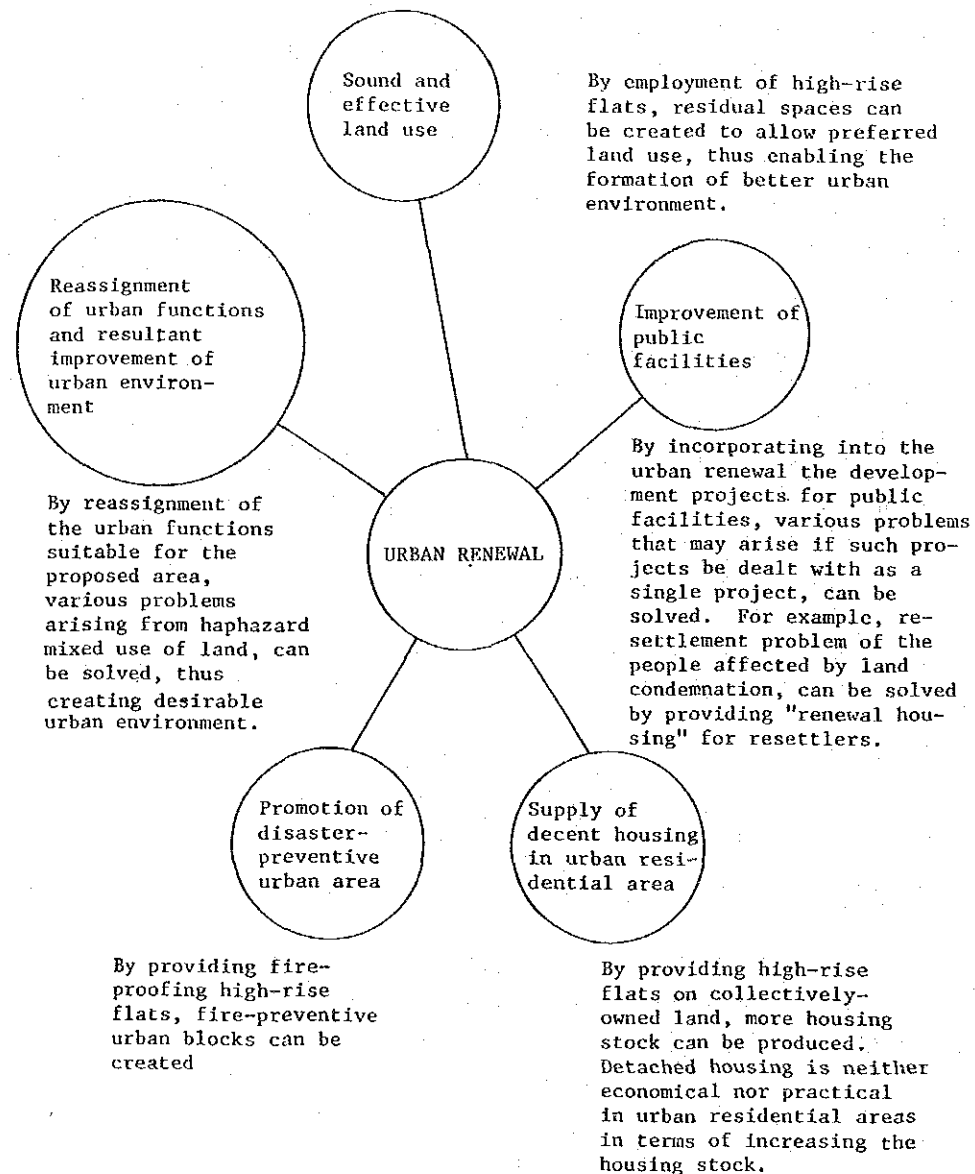 Sound and
effective
land use
By employment of high-rise
flats, residual spaces can
be created to allow preferred
land use, thus enabling the
formation of better urban
environment.
Reassignment
of urban functions
and resultant
improvement of
urban environ-
ment
Improvement of
public
facilities
By reassignment of
the urban functions
suitable for the
proposed area,
various problems
arising from haphazard
mixed use of land, can
be solved, thus
creating desirable
urban environment.
URBAN RENEWAL
By incorporating into the
urban renewal the develop-
ment projects for public
facilities, various problems
that may arise if such pro-
jects be dealt with as a
single project, can be
solved. For example, re-
settlement problem of the
people affected by land
condemnation, can be solved
by providing "renewal hou-
sing" for resettlers.
Promotion of
disaster-
preventive
urban area
Supply of
decent housing
in urban resi-
dential area
By providing fire-
proofing high-rise
flats, fire-preventive
urban blocks can be
created
By providing high-rise
flats on collectively-
owned land, more housing
stock can be produced.
Detached housing is neither
economical nor practical
in urban residential areas
in terms of increasing the
housing stock.